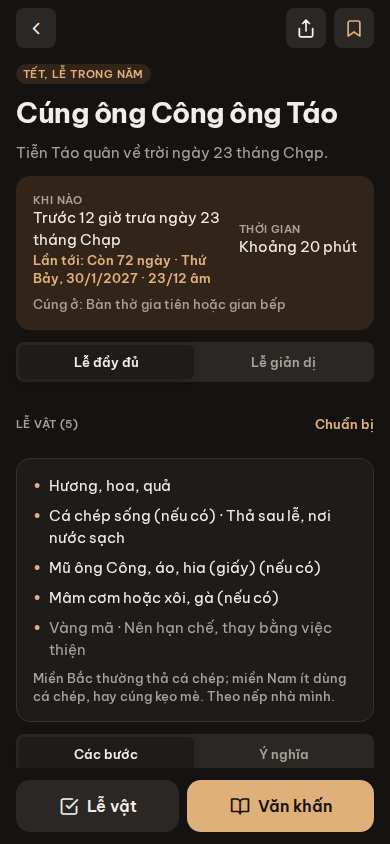 TẾT, LỄ TRONG NĂM
Cúng ông Công ông Táo
Tiễn Táo quân về trời ngày 23 tháng Chạp.
KHI NÀO
Trước 12 giờ trưa ngày 23
tháng Chạp
Lần tới: Còn 72 ngày · Thứ
Bảy, 30/1/2027 · 23/12 âm
THỜI GIAN
Khoảng 20 phút
Cúng ở: Bàn thờ gia tiên hoặc gian bếp
Lễ đầy đủ
Lễ giản dị
LỄ VẬT (5)
Chuẩn bị
• Hương, hoa, quả
• Cá chép sống (nếu có) · Thả sau lễ, nơi
nước sạch
• Mũ ông Công, áo, hia (giấy) (nếu có)
• Mâm cơm hoặc xôi, gà (nếu có)
• Vàng mã · Nên hạn chế, thay bằng việc
thiện
Miền Bắc thường thả cá chép; miền Nam ít dùng
cá chép, hay cúng kẹo mè. Theo nếp nhà mình.
Các bước
Ý nghĩa
Lễ vật
Văn khấn